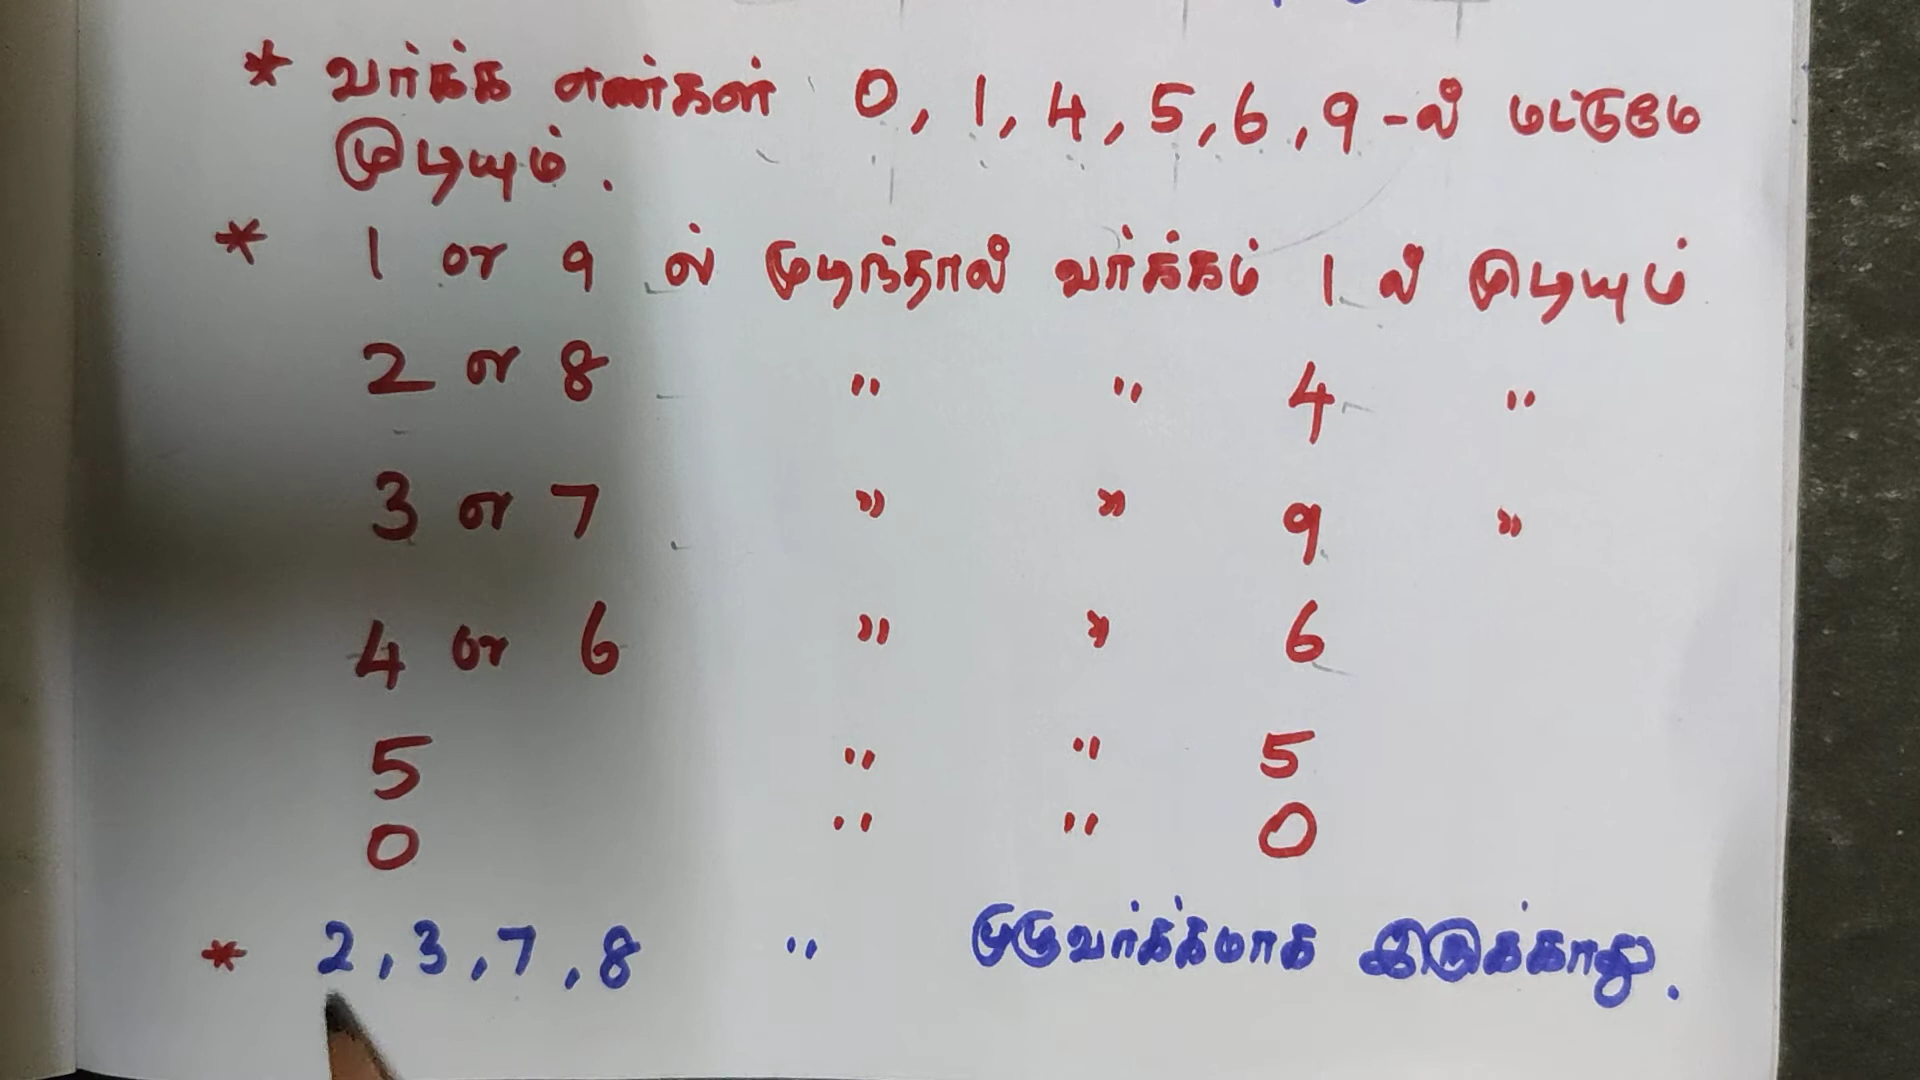 * வர்க்க எண்கள் 0, 1, 4, 5, 6, 9 -ல் மட்டுமே
முடியும்.
* 1 or 9 ல் முடிந்தால் வர்க்கம் 1 ல் முடியும்
2 or 8 " " 4 "
3 or 7 " " 9 "
4 or 6 " " 6
5 " " 5
0 " " 0
* 2, 3, 7, 8 " முழுவர்க்கமாக இருக்காது.